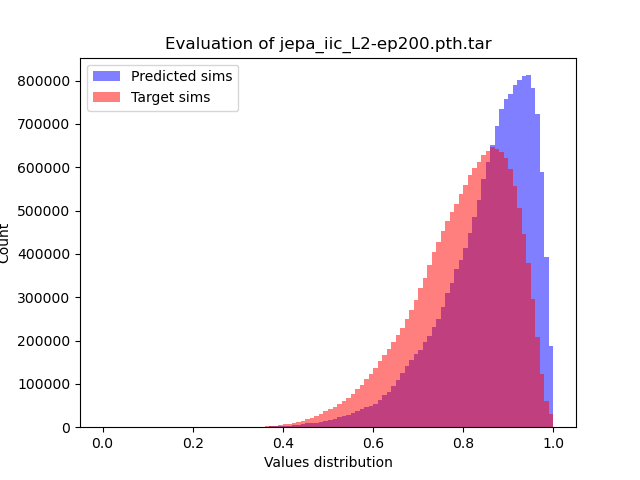 Evaluation of jepa_iic_L2-ep200.pth.tar
Predicted sims
Target sims
800000
700000
600000
500000
400000
300000
200000
100000
0
Count
0.0 0.2 0.4 0.6 0.8 1.0
Values distribution